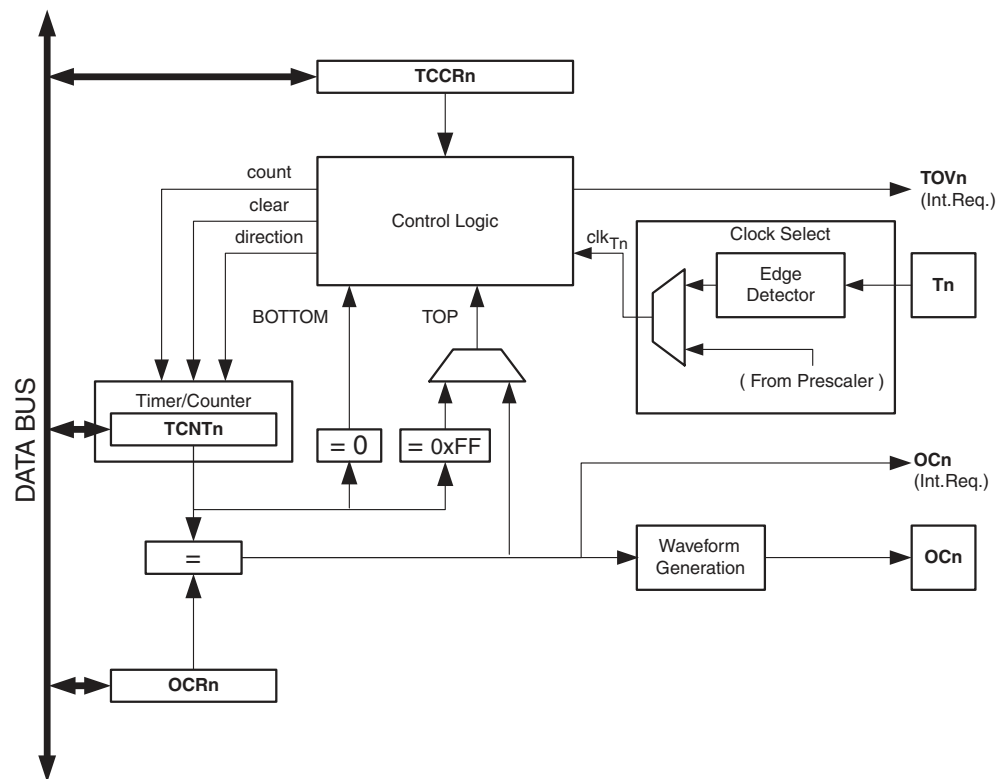 TCCRn
count
clear
direction
Control Logic
TOVn
(Int.Req.)
clkTn
Clock Select
Edge
Detector
Tn
( From Prescaler )
BOTTOM
TOP
Timer/Counter
TCNTn
DATA BUS
= 0
= 0xFF
OCn
(Int.Req.)
=
Waveform
Generation
OCn
OCRn